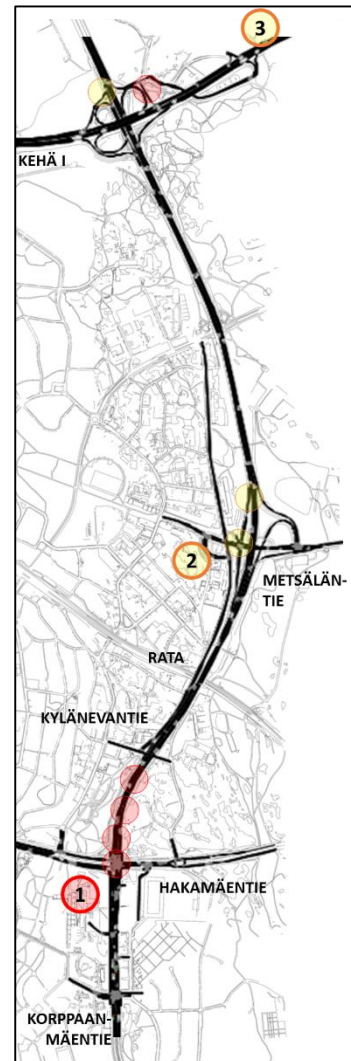 3
KEHÄ I
2
METSÄLÄN-
TIE
RATA
KYLÄNEVANTIE
1
HAKAMÄENTIE
KORPPAAN-
MÄENTIE